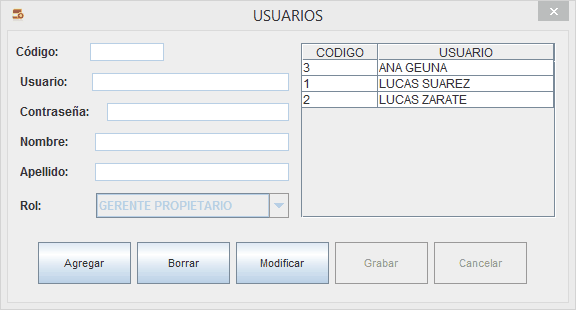 USUARIOS
Código:
Usuario:
Contraseña:
Nombre:
Apellido:
Rol: GERENTE PROPIETARIO
CODIGO USUARIO
3 ANA GEUNA
1 LUCAS SUAREZ
2 LUCAS ZARATE
Agregar Borrar Modificar Grabar Cancelar